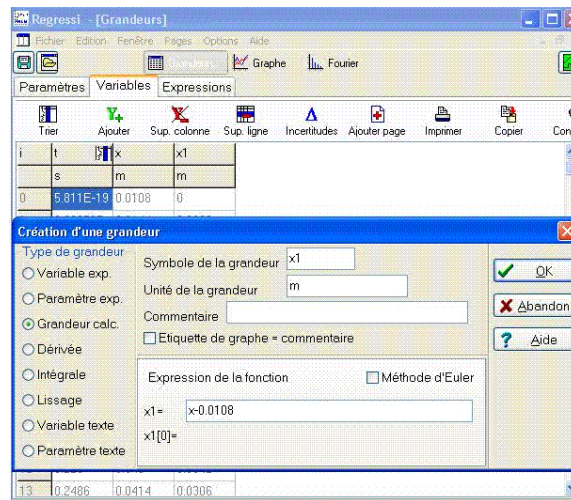 Regressi - [Grandeurs]
Fichier Edition Fenêtre Pages Options Aide
Grandeurs Graphe Fourier
Paramètres Variables Expressions
Trier Ajouter Sup. colonne Sup. ligne Incertitudes Ajouter page Imprimer Copier
i t x x1
s m m
0 5.811E-19 0.0108 0
Création d'une grandeur
Type de grandeur
Variable exp.
Paramètre exp.
Grandeur calc.
Dérivée
Intégrale
Lissage
Variable texte
Paramètre texte
Symbole de la grandeur x1
Unité de la grandeur m
Commentaire
Etiquette de graphe = commentaire
Expression de la fonction Méthode d'Euler
x1= x-0.0108
x1[0]=
OK
Abandon
Aide
13 0.2486 0.0414 0.0306